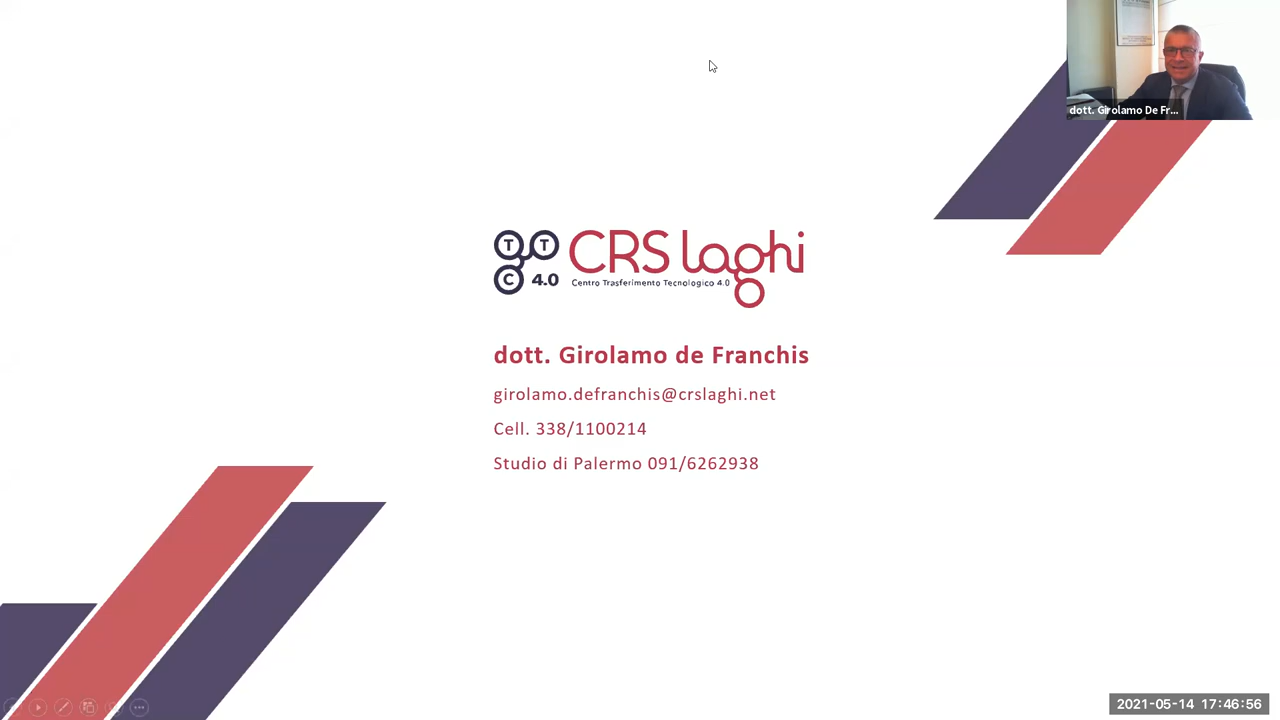 dott. Girolamo De Fr...
T T
C 4.0
CRS laghi
Centro Trasferimento Tecnologico 4.0
dott. Girolamo de Franchis
girolamo.defranchis@crslaghi.net
Cell. 338/1100214
Studio di Palermo 091/6262938
2021-05-14 17:46:56